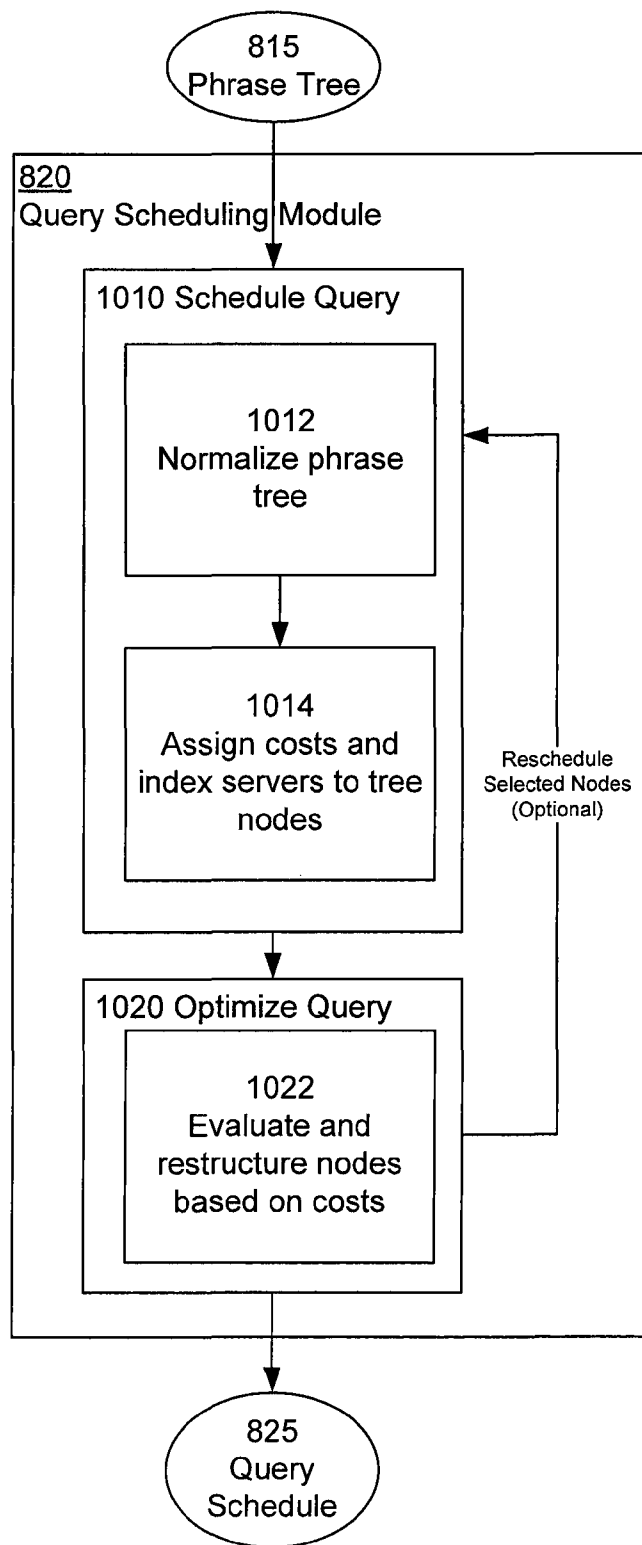 815
Phrase Tree
820
Query Scheduling Module
1010 Schedule Query
1012
Normalize phrase
tree
1014
Assign costs and
index servers to tree
nodes
Reschedule
Selected Nodes
(Optional)
1020 Optimize Query
1022
Evaluate and
restructure nodes
based on costs
825
Query
Schedule